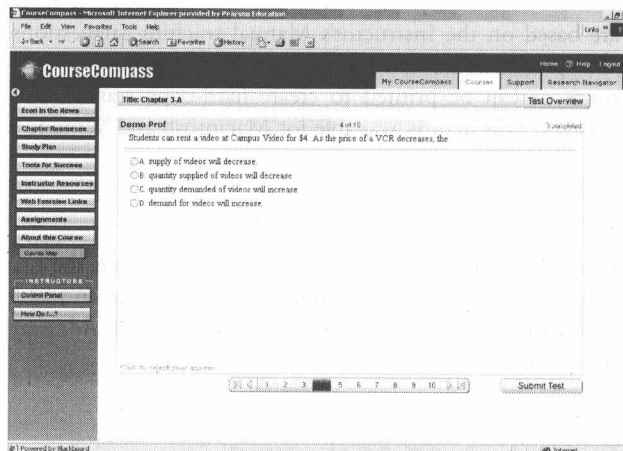 CourseCompass - Microsoft Internet Explorer provided by Pearson Education
File Edit View Favorites Tools Help
Links
Back Search Favorites History
CourseCompass
Home Help Logout
My CourseCompass Courses Support Research Navigator
Title: Chapter 3-A
Test Overview
Econ in the News
Chapter Resources
Study Plan
Tools for Success
Instructor Resources
Web Exercise Links
Assignments
About this Course
Course Map
INSTRUCTORS
Control Panel
How Do I...?
Demo Prof
4 of 10
3 completed
Students can rent a video at Campus Video for $4. As the price of a VCR decreases, the
A. supply of videos will decrease.
B. quantity supplied of videos will decrease.
C. quantity demanded of videos will increase
D. demand for videos will increase
Click to select your answer
1 2 3 5 6 7 8 9 10
Submit Test
Powered by Blackboard
Internet